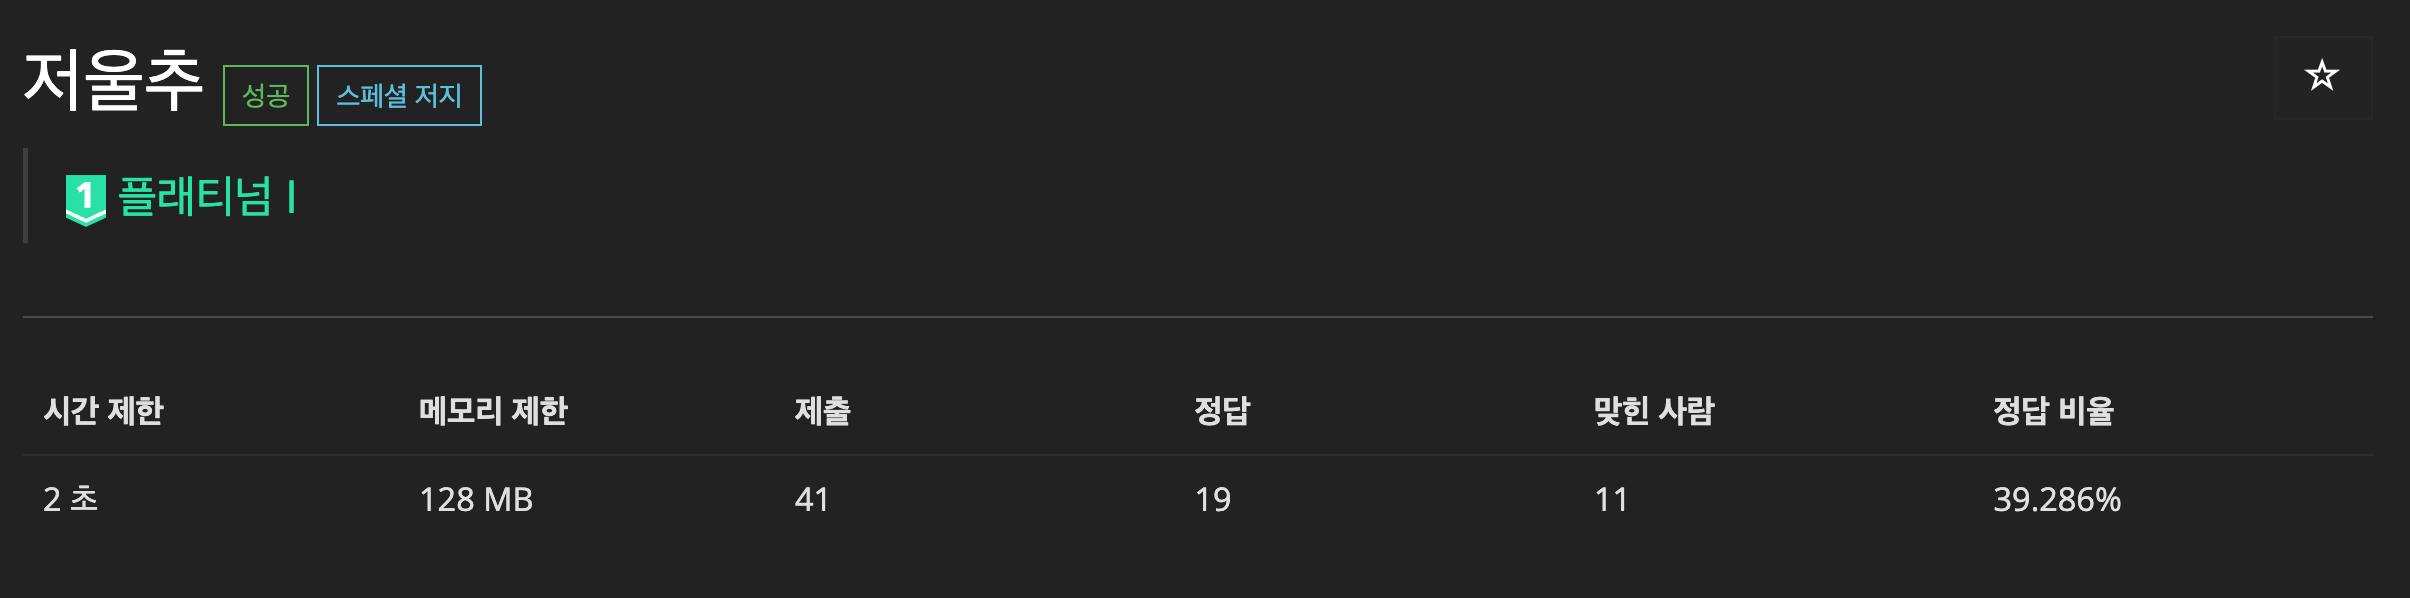 저울추 성공 스페셜 저지
1 플래티넘 I
시간 제한 메모리 제한 제출 정답 맞힌 사람 정답 비율
2 초 128 MB 41 19 11 39.286%